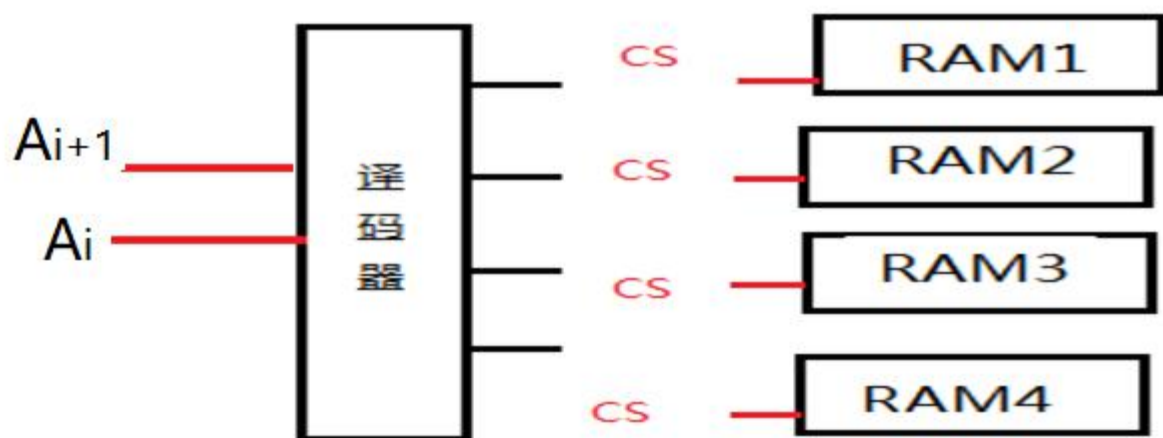 CS RAM1
Ai+1
CS RAM2
译
码
器
Ai
CS RAM3
CS RAM4